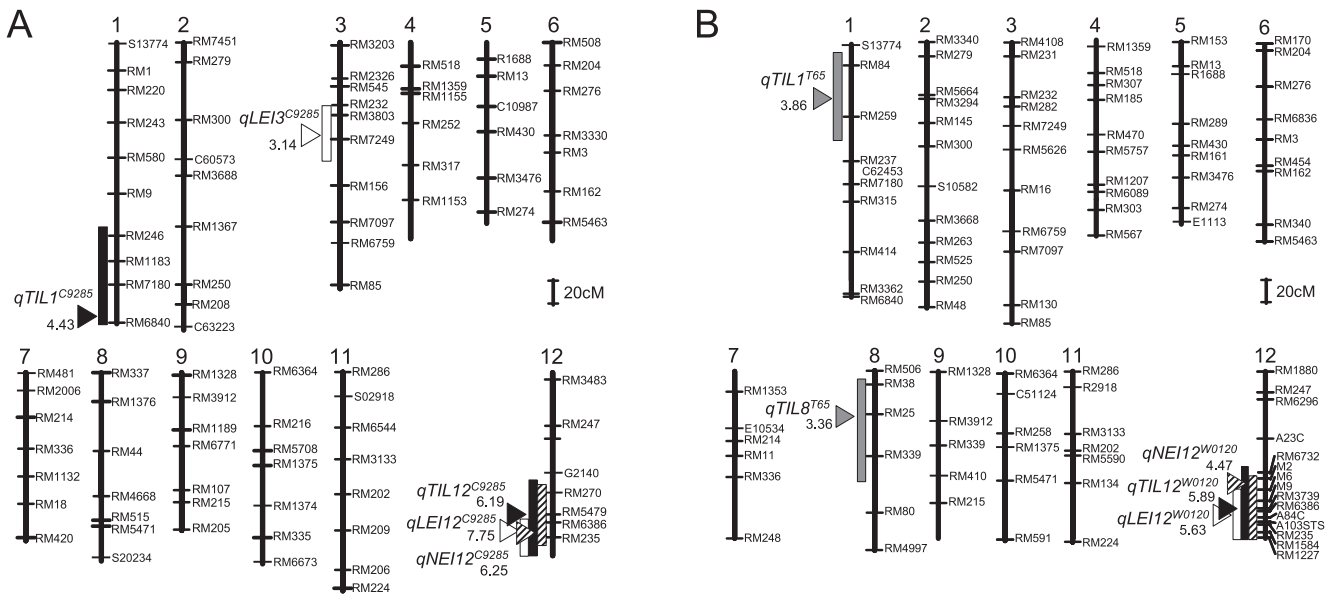 A
1
S13774
RM1
RM220
RM243
RM580
RM9
RM246
RM1183
RM7180
RM6840
qTIL1C9285
4.43
2
RM7451
RM279
RM300
C60573
RM3688
RM1367
RM250
RM208
C63223
3
RM3203
RM2326
RM545
RM232
RM3803
RM7249
RM156
RM7097
RM6759
RM85
qLEI3C9285
3.14
4
RM518
RM1359
RM1155
RM252
RM317
RM1153
5
R1688
RM13
C10987
RM430
RM3476
RM274
6
RM508
RM204
RM276
RM3330
RM3
RM162
RM5463
20cM
7
RM481
RM2006
RM214
RM336
RM1132
RM18
RM420
8
RM337
RM1376
RM44
RM4668
RM515
RM5471
S20234
9
RM1328
RM3912
RM1189
RM6771
RM107
RM215
RM205
10
RM6364
RM216
RM5708
RM1375
RM1374
RM335
RM6673
11
RM286
S02918
RM6544
RM3133
RM202
RM209
RM206
RM224
12
RM3483
RM247
G2140
RM270
RM5479
RM6386
RM235
qTIL12C9285
6.19
qLEI12C9285
7.75
qNEI12C9285
6.25
B
1
S13774
RM84
RM259
RM237
C62453
RM7180
RM315
RM414
RM3362
RM6840
qTIL1T65
3.86
2
RM3340
RM279
RM5664
RM3294
RM145
RM300
S10582
RM3668
RM263
RM525
RM250
RM48
3
RM4108
RM231
RM232
RM282
RM7249
RM5626
RM16
RM6759
RM7097
RM130
RM85
4
RM1359
RM518
RM307
RM185
RM470
RM5757
RM1207
RM6089
RM303
RM567
5
RM153
RM13
R1688
RM289
RM430
RM161
RM3476
RM274
E1113
6
RM170
RM204
RM276
RM6836
RM3
RM454
RM162
RM340
RM5463
20cM
7
RM1353
E10534
RM214
RM11
RM336
RM248
8
RM506
RM38
RM25
RM339
RM80
RM4997
qTIL8T65
3.36
9
RM1328
RM3912
RM339
RM410
RM215
10
RM6364
C51124
RM258
RM1375
RM5471
RM591
11
RM286
R2918
RM3133
RM202
RM5590
RM134
RM224
12
RM1880
RM247
RM6296
A23C
RM6732
M2
M6
M9
RM3739
RM6386
A84C
A103STS
RM235
RM1584
RM1227
qNEI12W0120
4.47
qTIL12W0120
5.89
qLEI12W0120
5.63